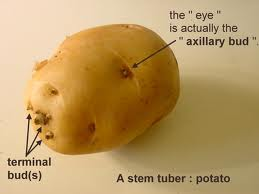 the " eye "
is actually the
" axillary bud ".
terminal
bud(s)
A stem tuber : potato